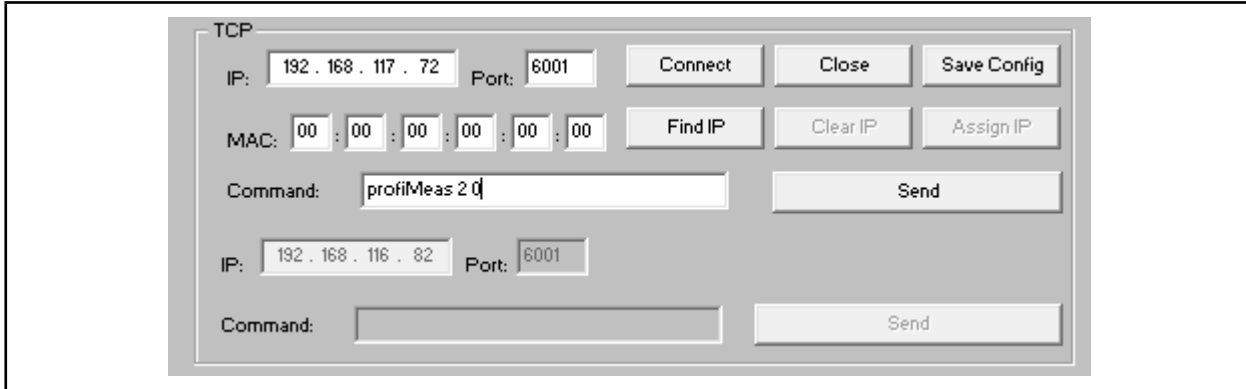 TCP
IP: 192 . 168 . 117 . 72 Port: 6001 Connect Close Save Config
MAC: 00 : 00 : 00 : 00 : 00 : 00 Find IP Clear IP Assign IP
Command: profiMeas 2 0 Send
IP: 192 . 168 . 116 . 82 Port: 6001
Command: Send